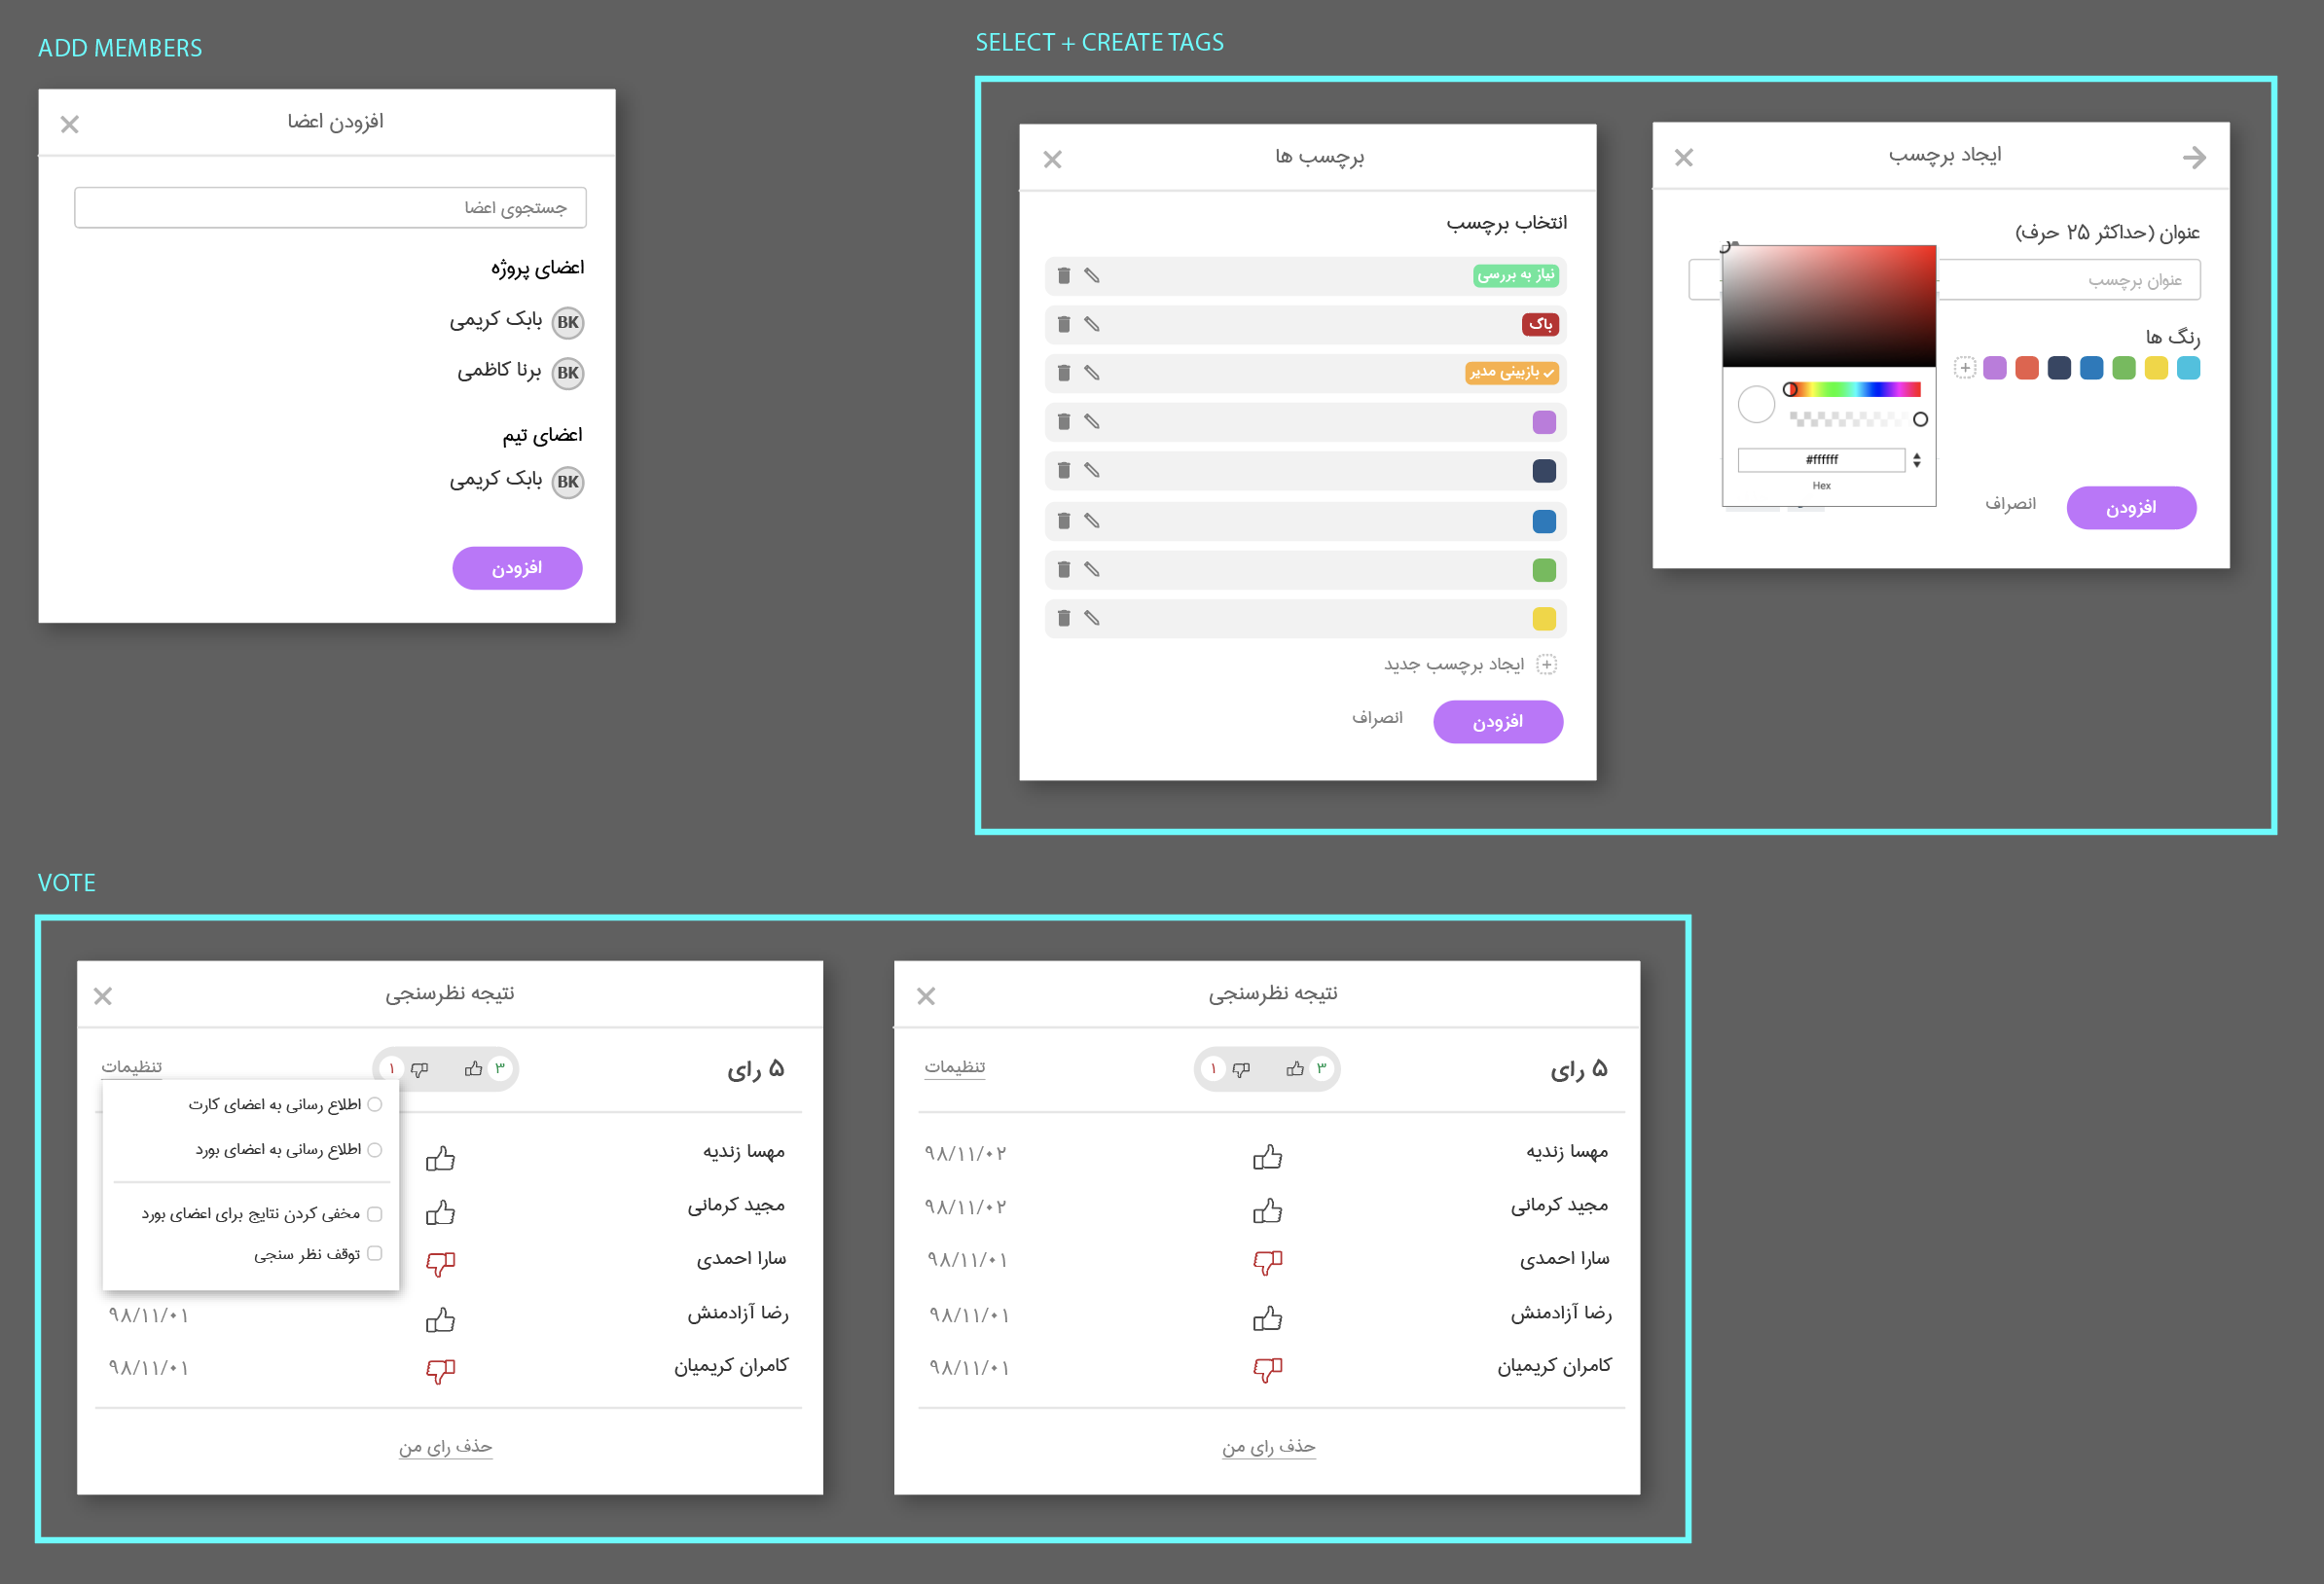 ADD MEMBERS
افزودن اعضا
جستجوی اعضا
اعضای پروژه
BK بابک کریمی
BK برنا کاظمی
اعضای تیم
BK بابک کریمی
افزودن
SELECT + CREATE TAGS
برچسب ها
انتخاب برچسب
نیاز به بررسی
باگ
بازبینی مدیر
ایجاد برچسب جدید
افزودن انصراف
ایجاد برچسب
عنوان (حداکثر ۲۵ حرف)
عنوان برچسب
رنگ ها
#ffffff
Hex
افزودن انصراف
VOTE
نتیجه نظرسنجی
۵ رای ۳ ۱ تنظیمات
اطلاع رسانی به اعضای کارت
اطلاع رسانی به اعضای بورد
مخفی کردن نتایج برای اعضای بورد
توقف نظر سنجی
مهسا زندیه
مجید کرمانی
سارا احمدی
رضا آزادمنش ۹۸/۱۱/۰۱
کامران کریمیان ۹۸/۱۱/۰۱
حذف رای من
نتیجه نظرسنجی
۵ رای ۳ ۱ تنظیمات
مهسا زندیه ۹۸/۱۱/۰۲
مجید کرمانی ۹۸/۱۱/۰۲
سارا احمدی ۹۸/۱۱/۰۱
رضا آزادمنش ۹۸/۱۱/۰۱
کامران کریمیان ۹۸/۱۱/۰۱
حذف رای من